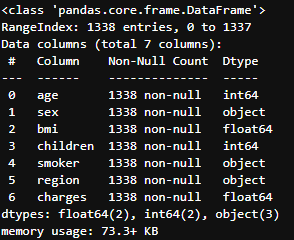 <class 'pandas.core.frame.DataFrame'>
RangeIndex: 1338 entries, 0 to 1337
Data columns (total 7 columns):
 #   Column    Non-Null Count  Dtype
---  ------    --------------  -----
 0   age       1338 non-null   int64
 1   sex       1338 non-null   object
 2   bmi       1338 non-null   float64
 3   children  1338 non-null   int64
 4   smoker    1338 non-null   object
 5   region    1338 non-null   object
 6   charges   1338 non-null   float64
dtypes: float64(2), int64(2), object(3)
memory usage: 73.3+ KB